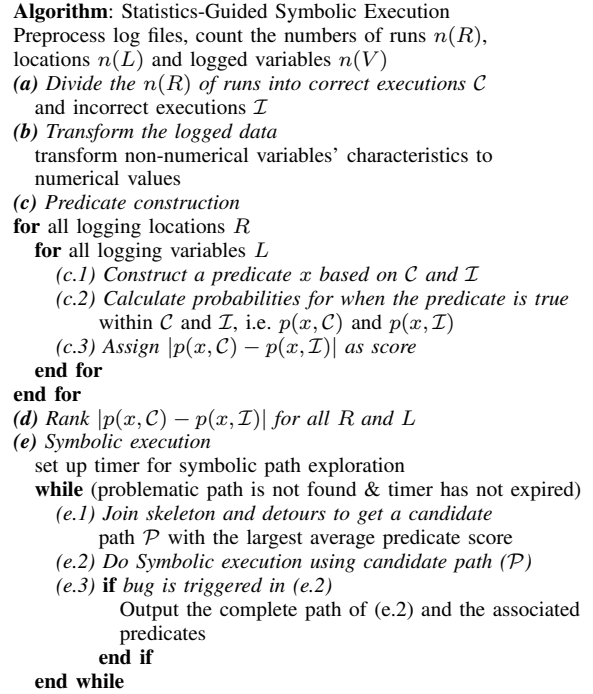 Algorithm: Statistics-Guided Symbolic Execution
Preprocess log files, count the numbers of runs n(R),
locations n(L) and logged variables n(V)
(a) Divide the n(R) of runs into correct executions 𝒞
and incorrect executions ℐ
(b) Transform the logged data
transform non-numerical variables’ characteristics to
numerical values
(c) Predicate construction
for all logging locations R
for all logging variables L
(c.1) Construct a predicate x based on 𝒞 and ℐ
(c.2) Calculate probabilities for when the predicate is true
within 𝒞 and ℐ, i.e. p(x, 𝒞) and p(x, ℐ)
(c.3) Assign |p(x, 𝒞) − p(x, ℐ)| as score
end for
end for
(d) Rank |p(x, 𝒞) − p(x, ℐ)| for all R and L
(e) Symbolic execution
set up timer for symbolic path exploration
while (problematic path is not found & timer has not expired)
(e.1) Join skeleton and detours to get a candidate
path 𝒫 with the largest average predicate score
(e.2) Do Symbolic execution using candidate path (𝒫)
(e.3) if bug is triggered in (e.2)
Output the complete path of (e.2) and the associated
predicates
end if
end while